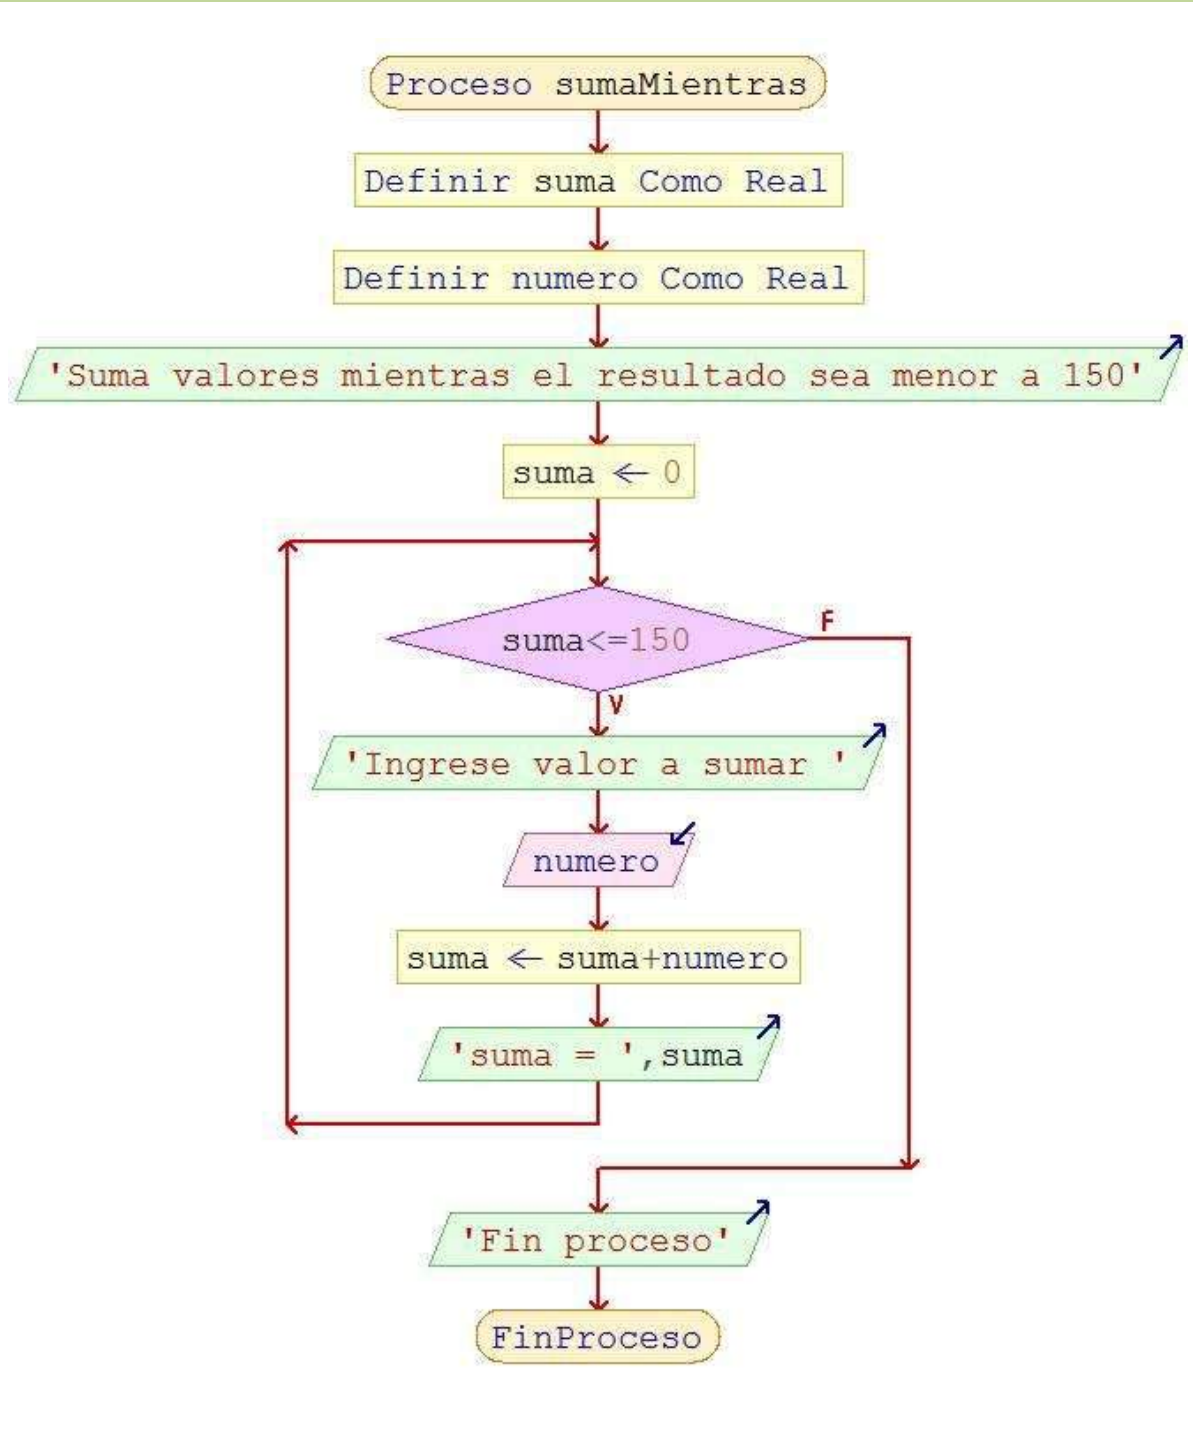 Proceso sumaMientras
Definir suma Como Real
Definir numero Como Real
'Suma valores mientras el resultado sea menor a 150'
suma ← 0
suma<=150
F
V
'Ingrese valor a sumar '
numero
suma ← suma+numero
'suma = ',suma
'Fin proceso'
FinProceso